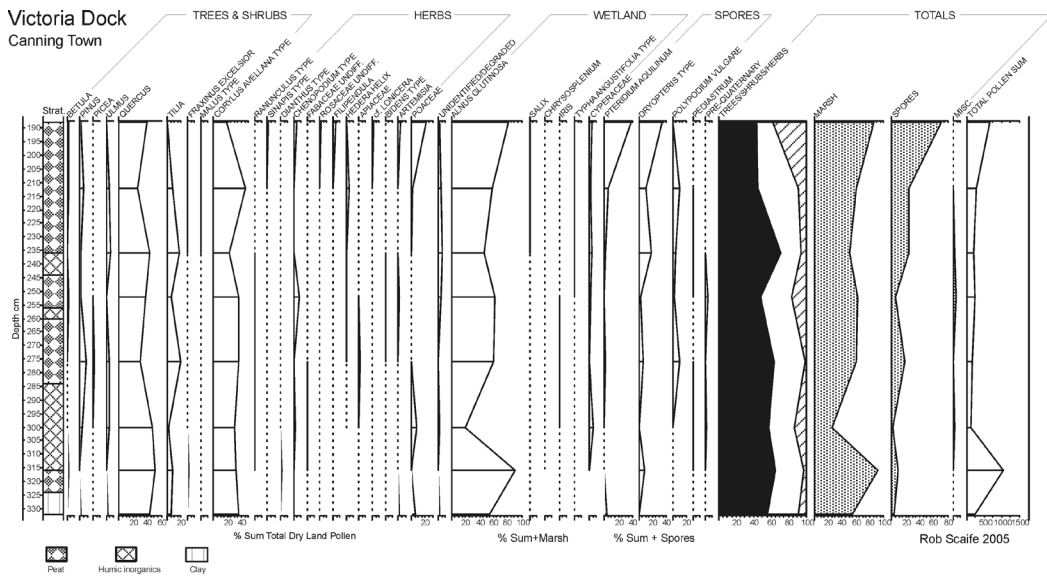 Victoria Dock
Canning Town
TREES & SHRUBS
HERBS
WETLAND
SPORES
TOTALS
Strat.
BETULA
PINUS
PICEA
ULMUS
QUERCUS
TILIA
FRAXINUS EXCELSIOR
MALUS TYPE
CORYLUS AVELLANA TYPE
RANUNCULUS TYPE
SINAPIS TYPE
DIANTHUS TYPE
CHENOPODIUM TYPE
FABACEAE UNDIFF.
ROSACEAE UNDIFF.
FILIPENDULA
HEDERA HELIX
APIACEAE
cf. LONICERA
BIDENS TYPE
ARTEMISIA
POACEAE
UNIDENTIFIED/DEGRADED
ALNUS GLUTINOSA
SALIX
CHRYSOSPLENIUM
IRIS
TYPHA ANGUSTIFOLIA TYPE
CYPERACEAE
PTERIDIUM AQUILINUM
DRYOPTERIS TYPE
POLYPODIUM VULGARE
PEDIASTRUM
PRE-QUATERNARY
TREES/SHRUBS/HERBS
MARSH
SPORES
MISC.
TOTAL POLLEN SUM
Depth cm
190
195
200
205
210
215
220
225
230
235
240
245
250
255
260
265
270
275
280
285
290
295
300
305
310
315
320
325
330
20 40 60
20
20 40
20
20 40 60 80 100
20
20
20 40 60 80 100
20 40 60 80 100
20 40 60 80 100
500 1000 1500
% Sum Total Dry Land Pollen
% Sum+Marsh
% Sum + Spores
Rob Scaife 2005
Peat
Humic inorganics
Clay